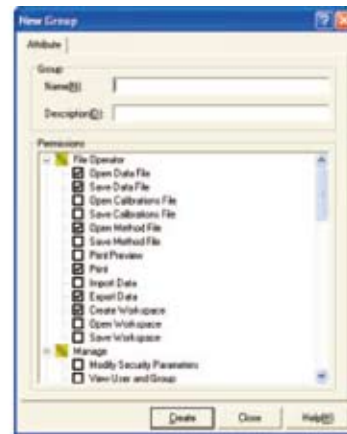 New Group
Attribute
Group
Name(N):
Description(D):
Permissions
File Operator
Open Data File
Save Data File
Open Calibrations File
Save Calibrations File
Open Method File
Save Method File
Print Preview
Print
Import Data
Export Data
Create Workspace
Open Workspace
Save Workspace
Manage
Modify Security Parameters
View User and Group
Create
Close
Help(H)